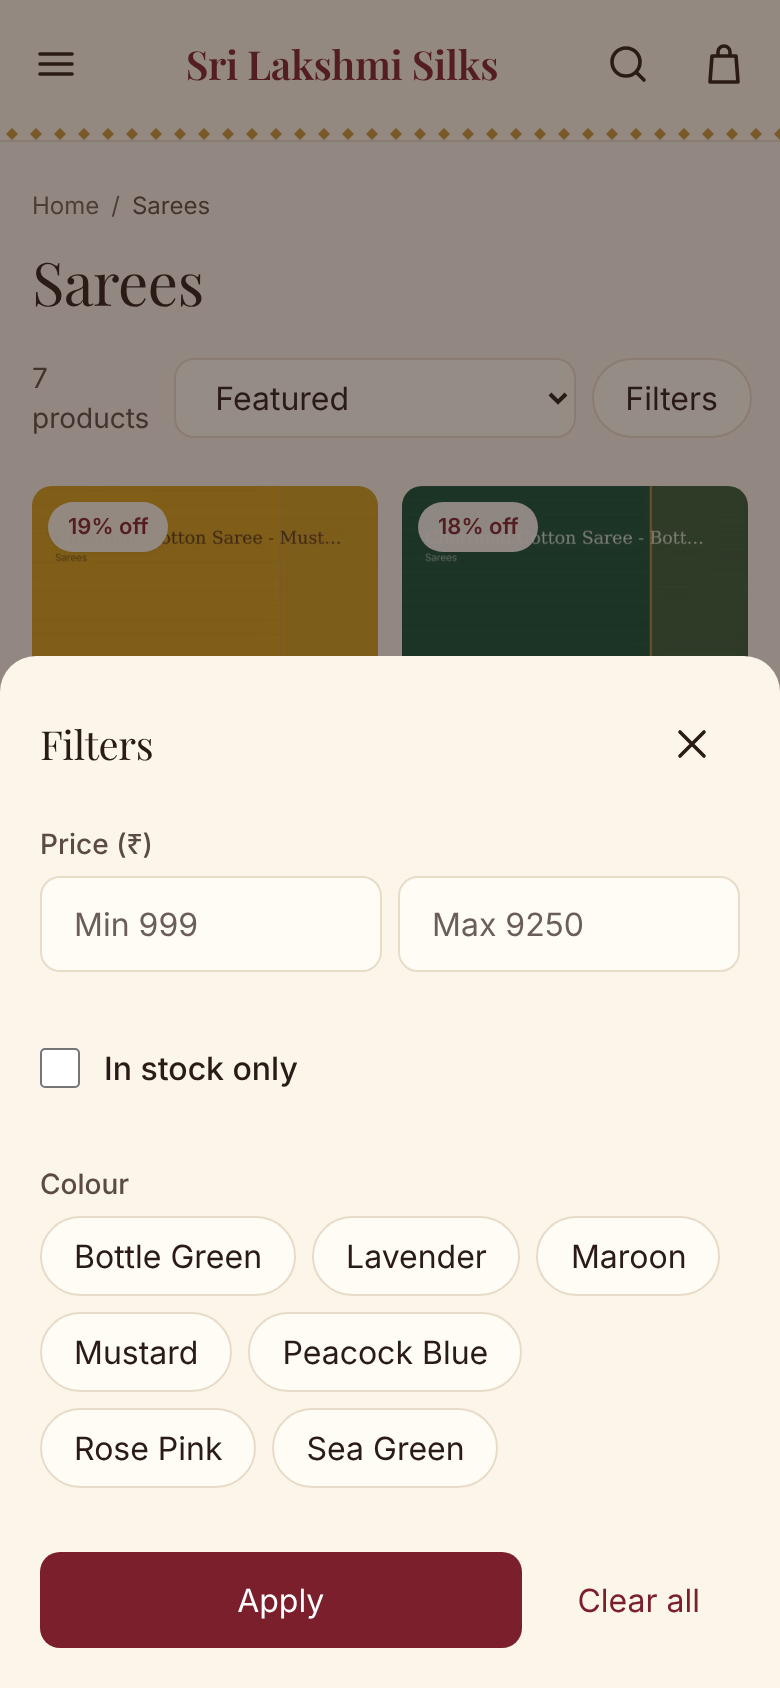 Sri Lakshmi Silks
Home / Sarees
Sarees
7 products
Featured
Filters
19% off
otton Saree - Must...
Sarees
18% off
otton Saree - Bott...
Sarees
Filters
Price (₹)
Min 999
Max 9250
In stock only
Colour
Bottle Green
Lavender
Maroon
Mustard
Peacock Blue
Rose Pink
Sea Green
Apply
Clear all